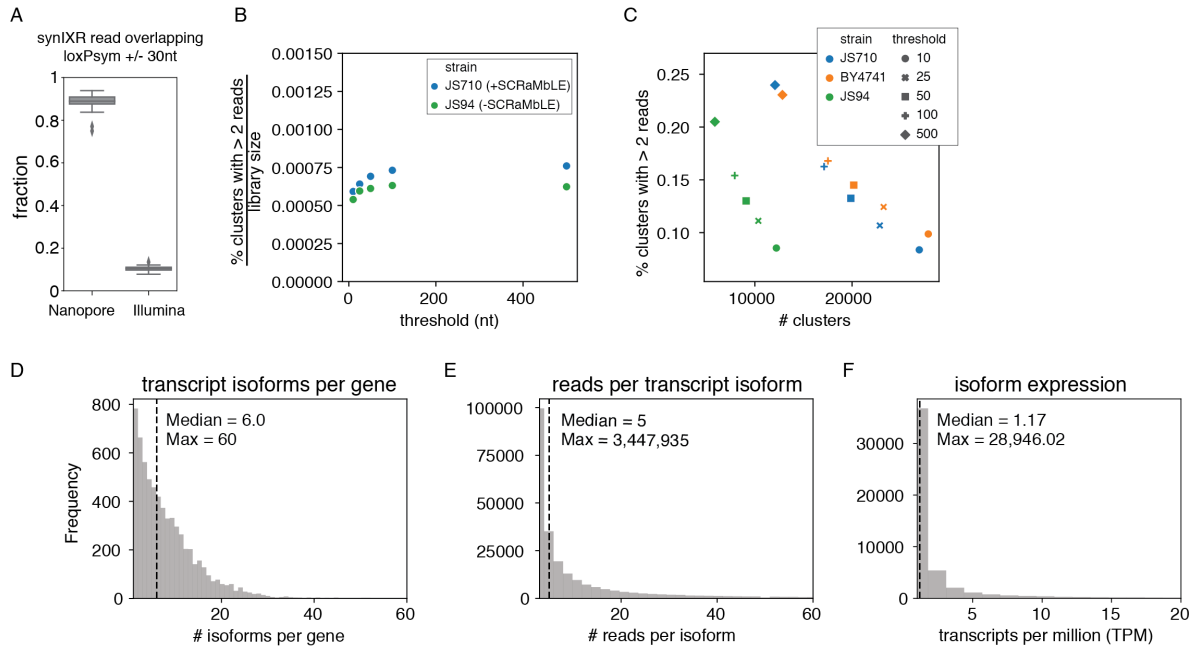 A
synIXR read overlapping
loxPsym +/- 30nt
1
0.8
0.6
0.4
0.2
0
fraction
Nanopore
Illumina
B
0.00150
0.00125
0.00100
0.00075
0.00050
0.00025
0.00000
% clusters with > 2 reads
library size
strain
JS710 (+SCRaMbLE)
JS94 (-SCRaMbLE)
0
200
400
threshold (nt)
C
0.25
0.20
0.15
0.10
% clusters with > 2 reads
10000
20000
# clusters
strain
JS710
BY4741
JS94
threshold
10
25
50
100
500
D
transcript isoforms per gene
Median = 6.0
Max = 60
800
600
400
200
0
Frequency
20
40
60
# isoforms per gene
E
reads per transcript isoform
Median = 5
Max = 3,447,935
100000
75000
50000
25000
0
20
40
60
# reads per isoform
F
isoform expression
Median = 1.17
Max = 28,946.02
30000
20000
10000
0
5
10
15
20
transcripts per million (TPM)